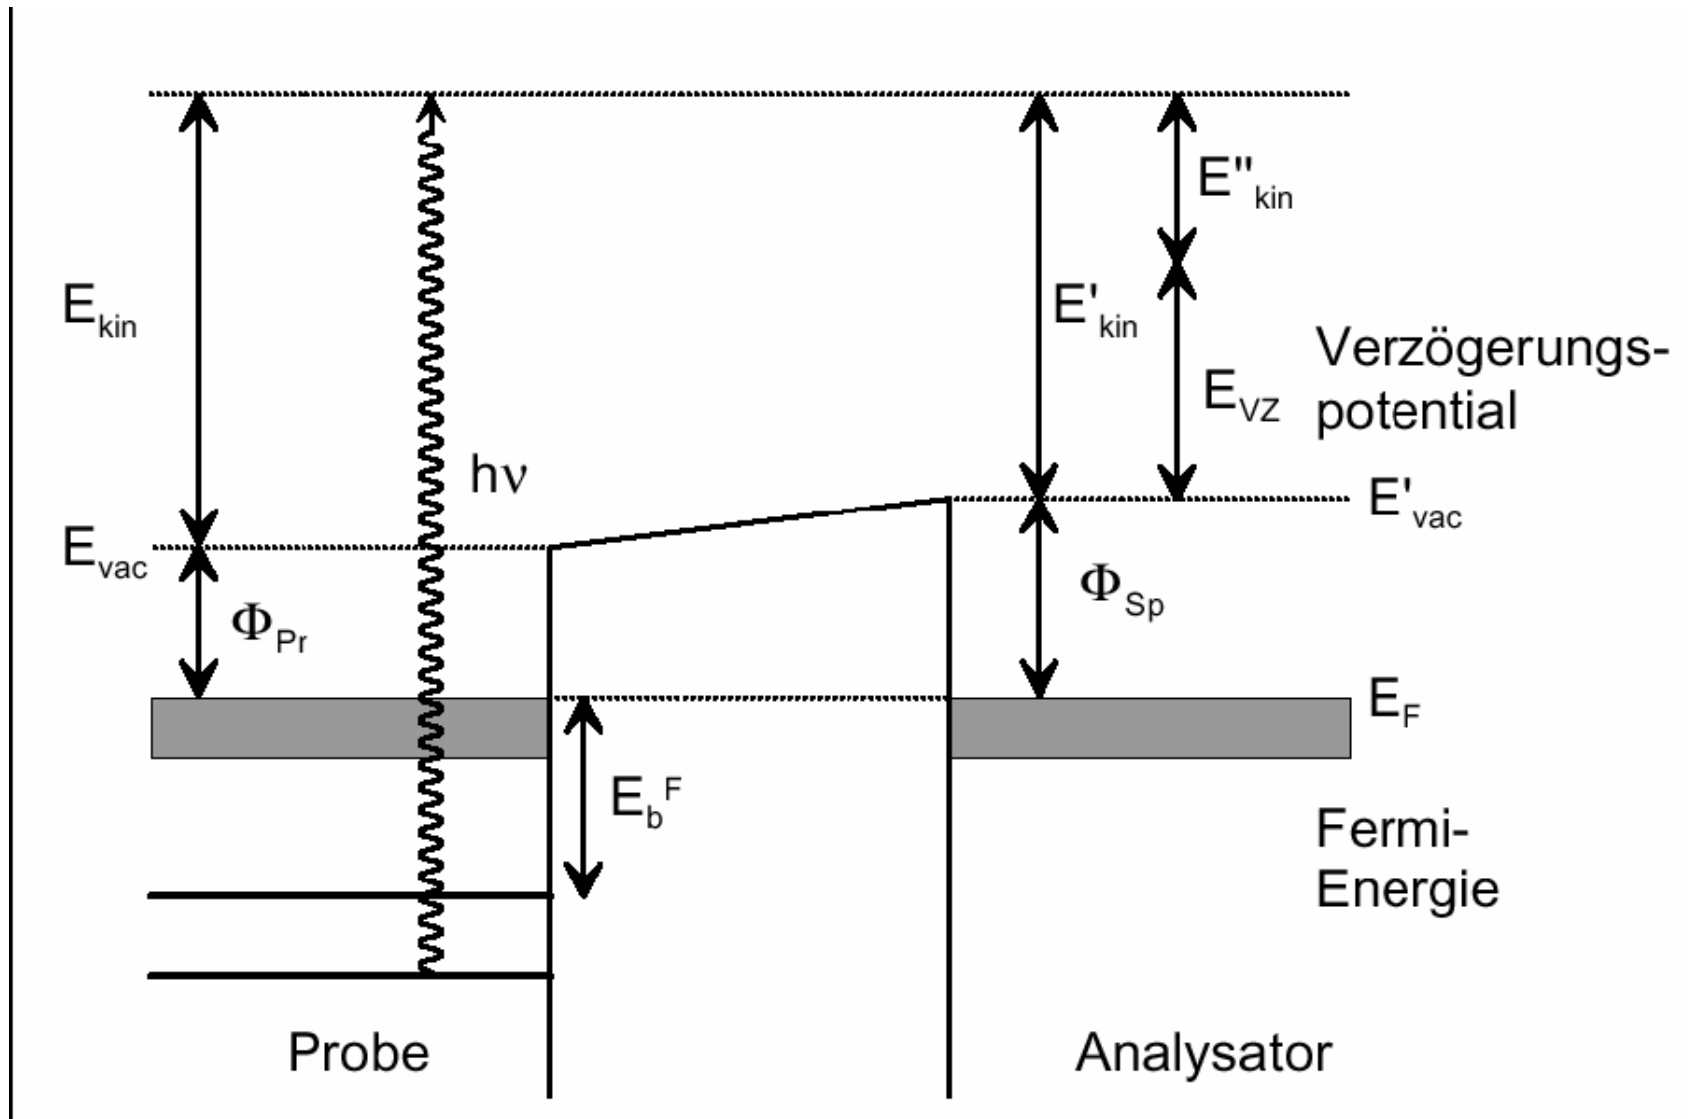 E"kin
Ekin
E'kin
Verzögerungs-
potential
EVZ
hν
E'vac
Evac
ΦSp
ΦPr
EF
EbF
Fermi-
Energie
Probe
Analysator